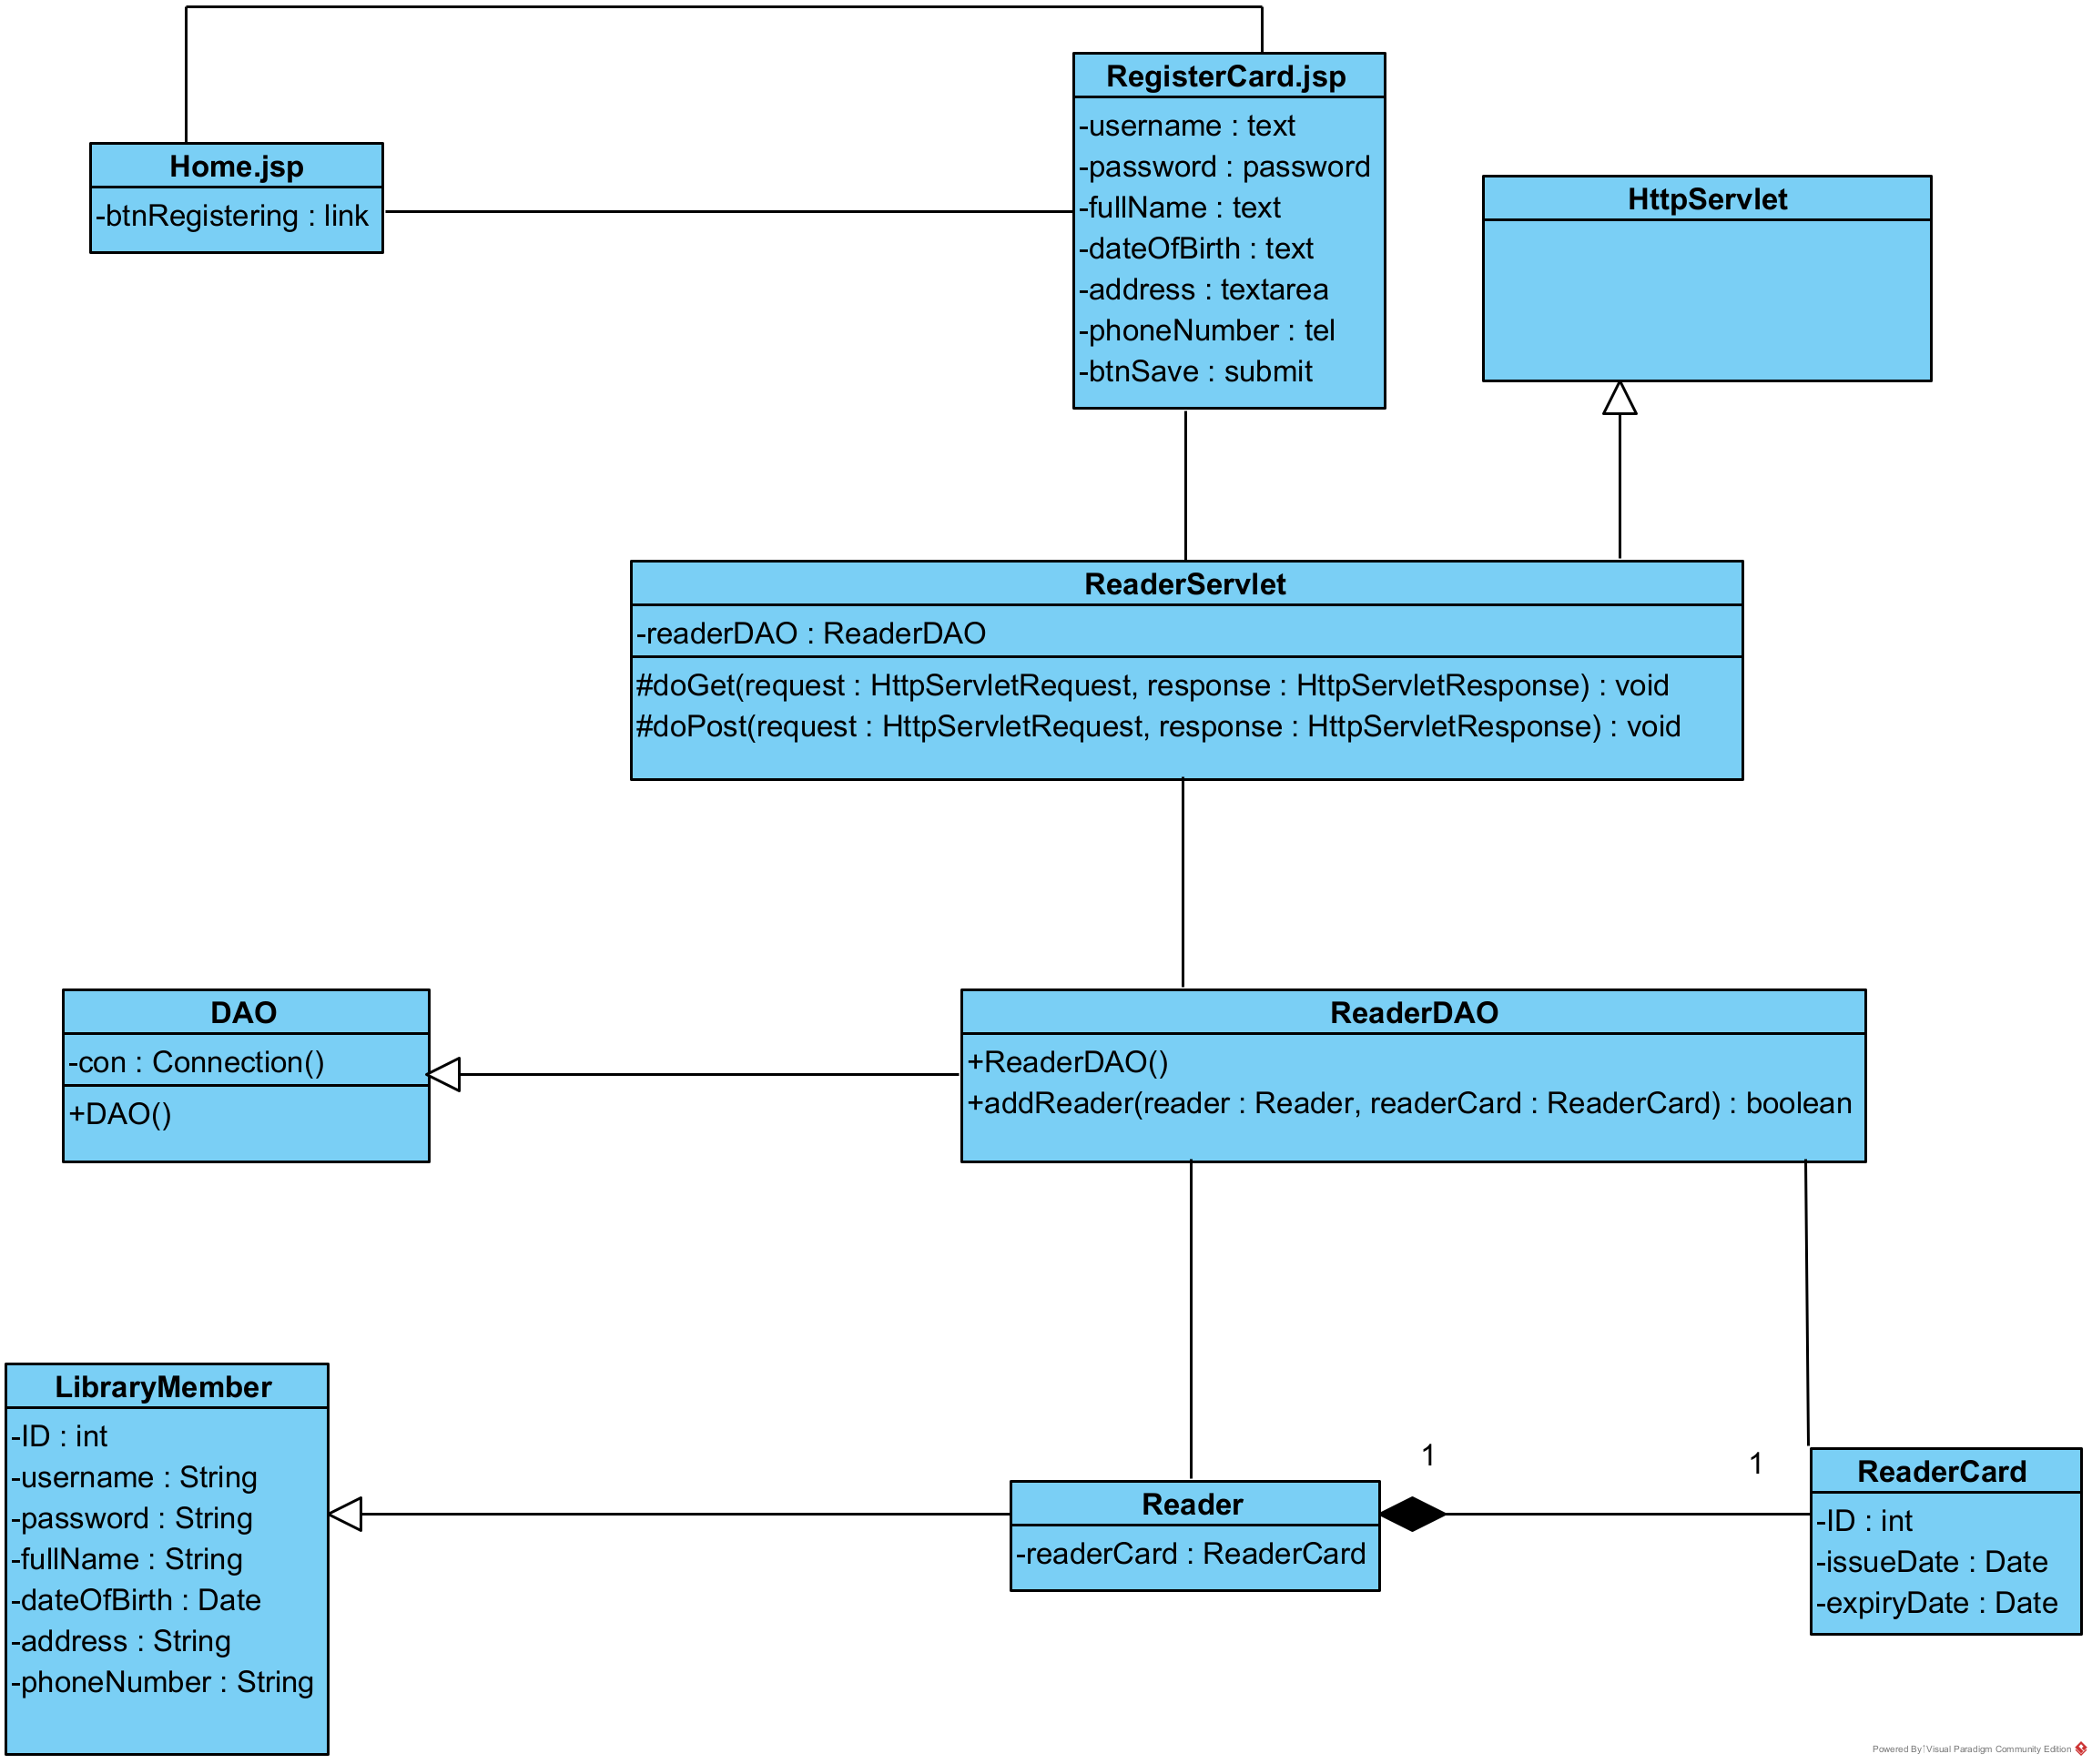 RegisterCard.jsp
-username : text
-password : password
-fullName : text
-dateOfBirth : text
-address : textarea
-phoneNumber : tel
-btnSave : submit
Home.jsp
-btnRegistering : link
HttpServlet
ReaderServlet
-readerDAO : ReaderDAO
#doGet(request : HttpServletRequest, response : HttpServletResponse) : void
#doPost(request : HttpServletRequest, response : HttpServletResponse) : void
DAO
-con : Connection()
+DAO()
ReaderDAO
+ReaderDAO()
+addReader(reader : Reader, readerCard : ReaderCard) : boolean
LibraryMember
-ID : int
-username : String
-password : String
-fullName : String
-dateOfBirth : Date
-address : String
-phoneNumber : String
Reader
-readerCard : ReaderCard
1
1
ReaderCard
-ID : int
-issueDate : Date
-expiryDate : Date
Powered By Visual Paradigm Community Edition